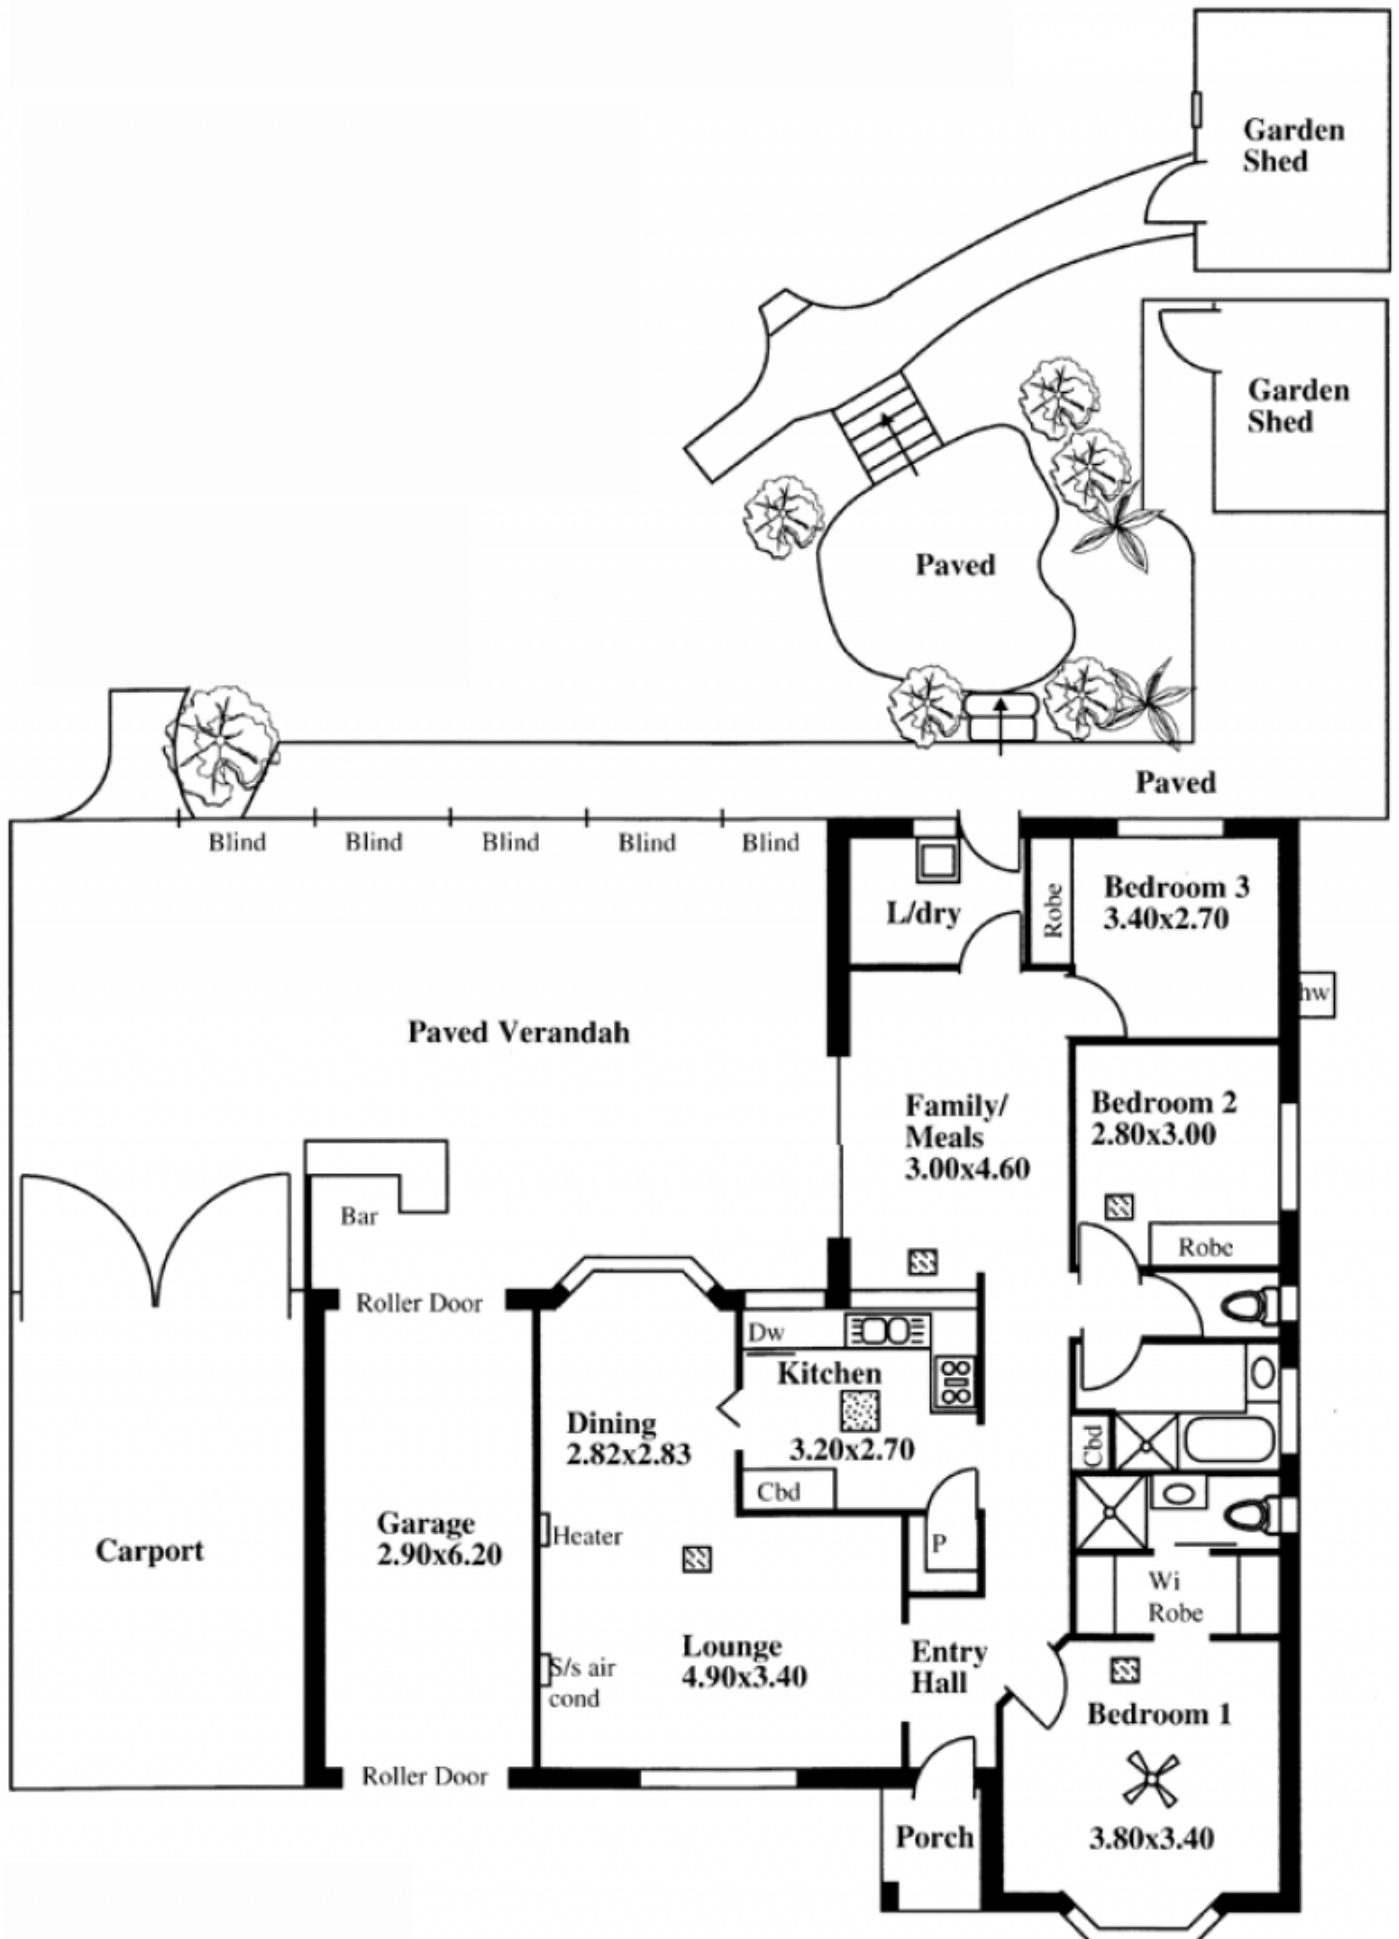 Garden
Shed
Garden
Shed
Paved
Paved
Blind
Blind
Blind
Blind
Blind
L/dry
Robe
Bedroom 3
3.40x2.70
hw
Paved Verandah
Family/
Meals
3.00x4.60
Bedroom 2
2.80x3.00
Bar
Robe
Roller Door
Dw
Kitchen
3.20x2.70
Dining
2.82x2.83
Cbd
Cbd
Carport
Garage
2.90x6.20
Heater
P
Wi
Robe
Lounge
4.90x3.40
S/s air
cond
Entry
Hall
Bedroom 1
3.80x3.40
Roller Door
Porch